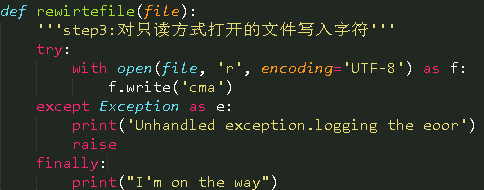 def rewirtefile(file):
    '''step3:对只读方式打开的文件写入字符'''
    try:
        with open(file, 'r', encoding='UTF-8') as f:
            f.write('cma')
    except Exception as e:
        print('Unhandled exception.logging the eoor')
        raise
    finally:
        print("I'm on the way")